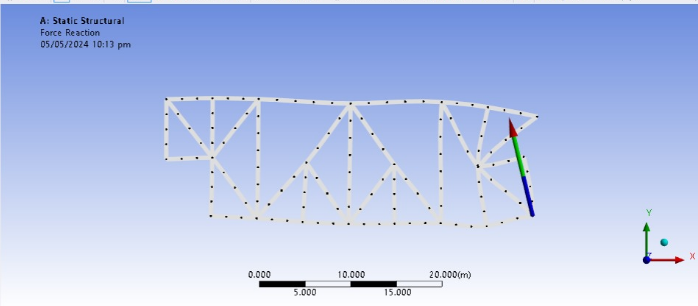 A: Static Structural
Force Reaction
05/05/2024 10:13 pm
0.000 10.000 20.000(m)
5.000 15.000
Y
Z X